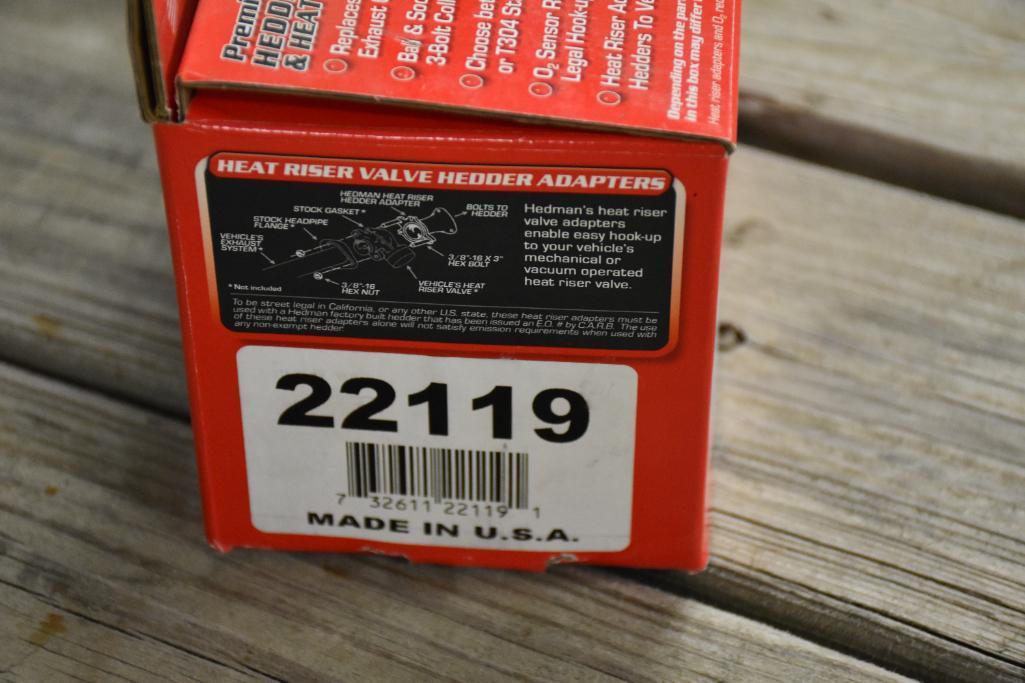 Premi
HEDD
& HEAT
Replaces
Exhaust
Ball & Soc
3-Bolt Coll
Choose be
or T304 St
O2 Sensor R
Legal Hook-u
Heat Riser A
Hedders To Ve
Depending on the par
in this box may differ
Heat riser adapters and O2 re
HEAT RISER VALVE HEDDER ADAPTERS
HEDMAN HEAT RISER
HEDDER ADAPTER
BOLTS TO
HEDDER
STOCK GASKET*
STOCK HEADPIPE
FLANGE*
VEHICLE'S
EXHAUST
SYSTEM*
3/8"-16 X 3"
HEX BOLT
3/8"-16
HEX NUT
VEHICLE'S HEAT
RISER VALVE*
* Not included
Hedman's heat riser
valve adapters
enable easy hook-up
to your vehicle's
mechanical or
vacuum operated
heat riser valve.
To be street legal in California, or any other U.S. state, these heat riser adapters must be
used with a Hedman factory built hedder that has been issued an E.O. # by C.A.R.B. The use
of these heat riser adapters alone will not satisfy emission requirements when used with
any non-exempt hedder.
22119
7 32611 22119 1
MADE IN U.S.A.